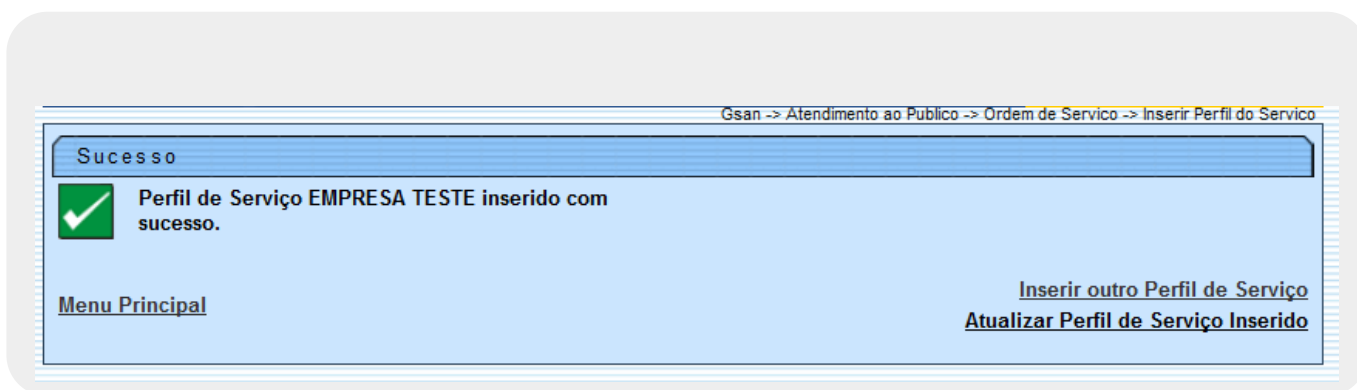 Gsan -> Atendimento ao Publico -> Ordem de Servico -> Inserir Perfil do Servico
Sucesso
Perfil de Serviço EMPRESA TESTE inserido com
sucesso.
Inserir outro Perfil de Serviço
Menu Principal
Atualizar Perfil de Serviço Inserido